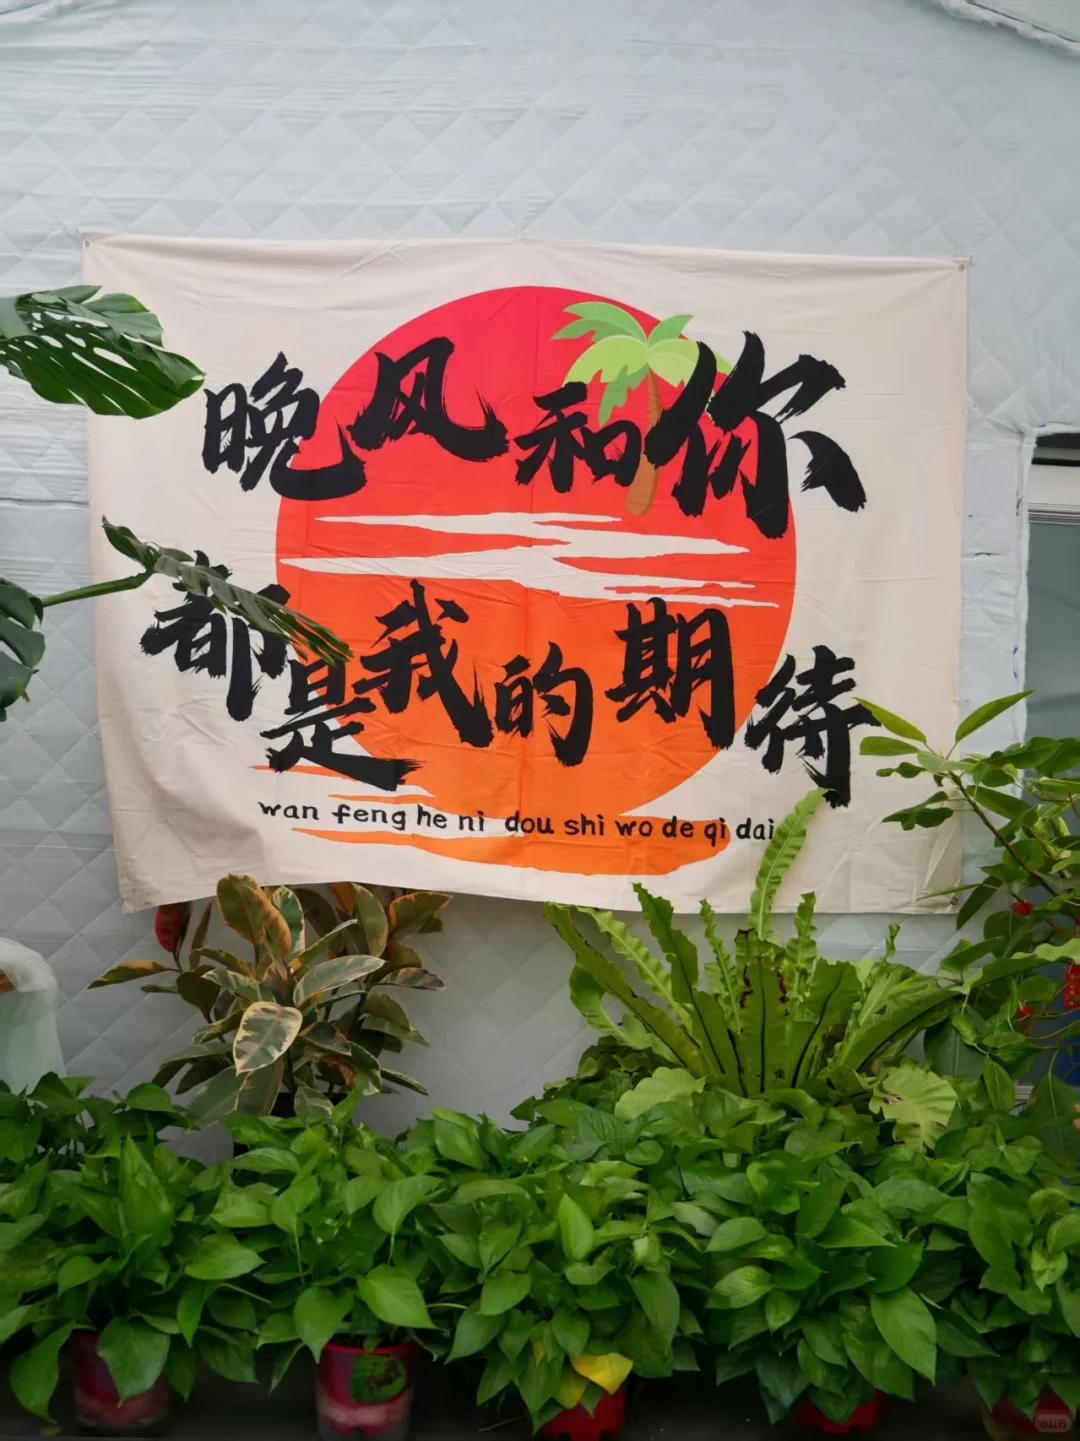 晚风和你
都是我的期待
wan feng he ni dou shi wo de qi dai